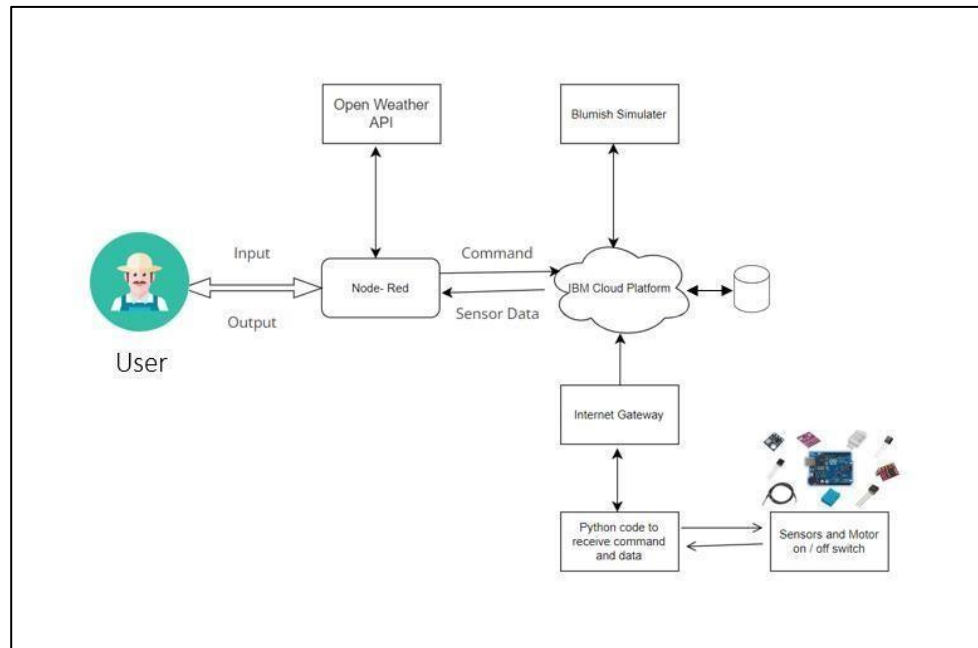 Open Weather
API
Blumish Simulater
Input
Command
Node- Red
IBM Cloud Platform
Output
Sensor Data
User
Internet Gateway
Python code to
receive command
and data
Sensors and Motor
on / off switch